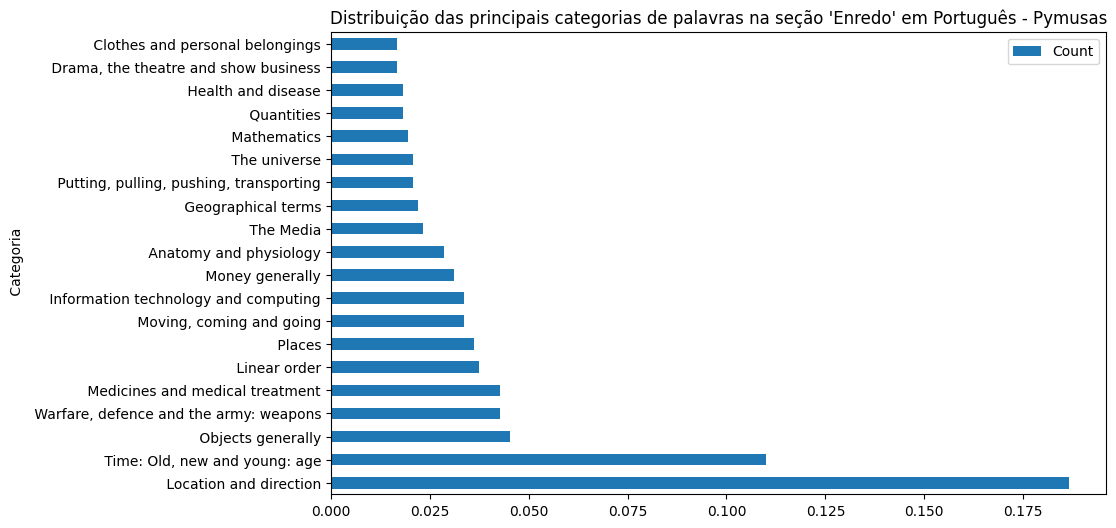 Distribuição das principais categorias de palavras na seção 'Enredo' em Português - Pymusas
Count
Categoria
Clothes and personal belongings
Drama, the theatre and show business
Health and disease
Quantities
Mathematics
The universe
Putting, pulling, pushing, transporting
Geographical terms
The Media
Anatomy and physiology
Money generally
Information technology and computing
Moving, coming and going
Places
Linear order
Medicines and medical treatment
Warfare, defence and the army: weapons
Objects generally
Time: Old, new and young: age
Location and direction
0.000 0.025 0.050 0.075 0.100 0.125 0.150 0.175